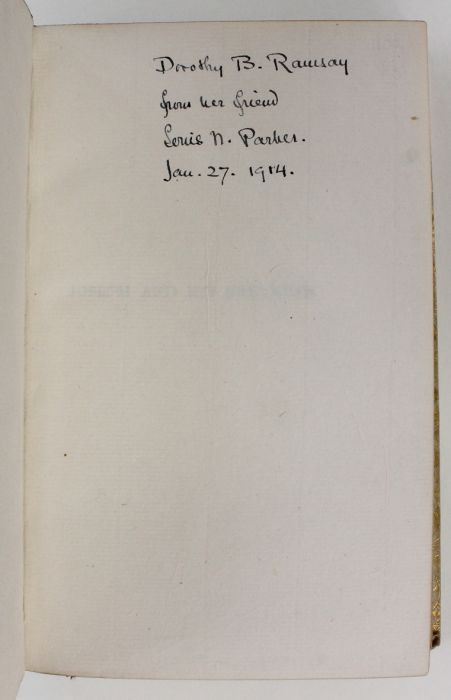 Dorothy B. Ramsay
from her friend
Louis N. Parker.
Jan. 27. 1914.